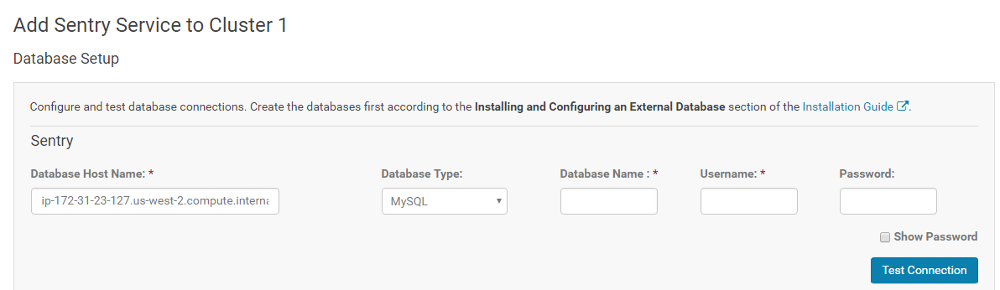 Add Sentry Service to Cluster 1
Database Setup
Configure and test database connections. Create the databases first according to the Installing and Configuring an External Database section of the Installation Guide.
Sentry
Database Host Name: * Database Type: Database Name : * Username: * Password:
ip-172-31-23-127.us-west-2.compute.interna MySQL
Show Password
Test Connection